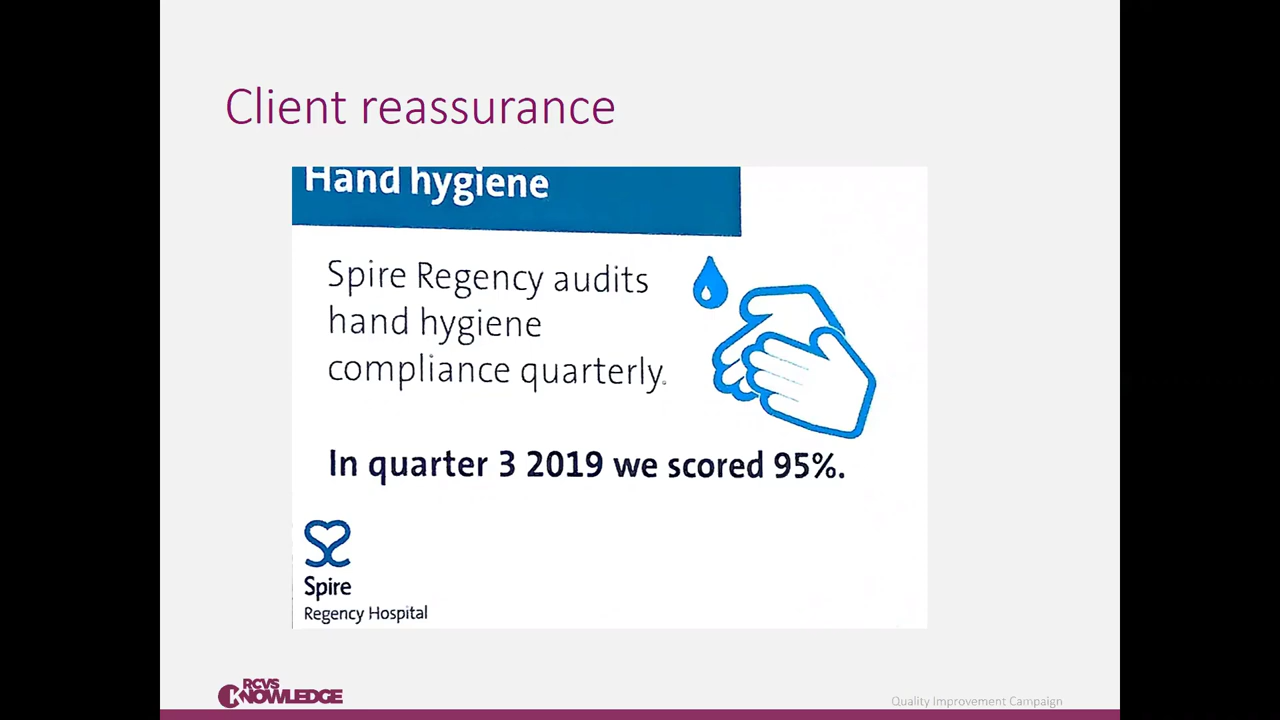 Client reassurance
Hand hygiene
Spire Regency audits
hand hygiene
compliance quarterly.
In quarter 3 2019 we scored 95%.
Spire
Regency Hospital
RCVS
KNOWLEDGE
Quality Improvement Campaign